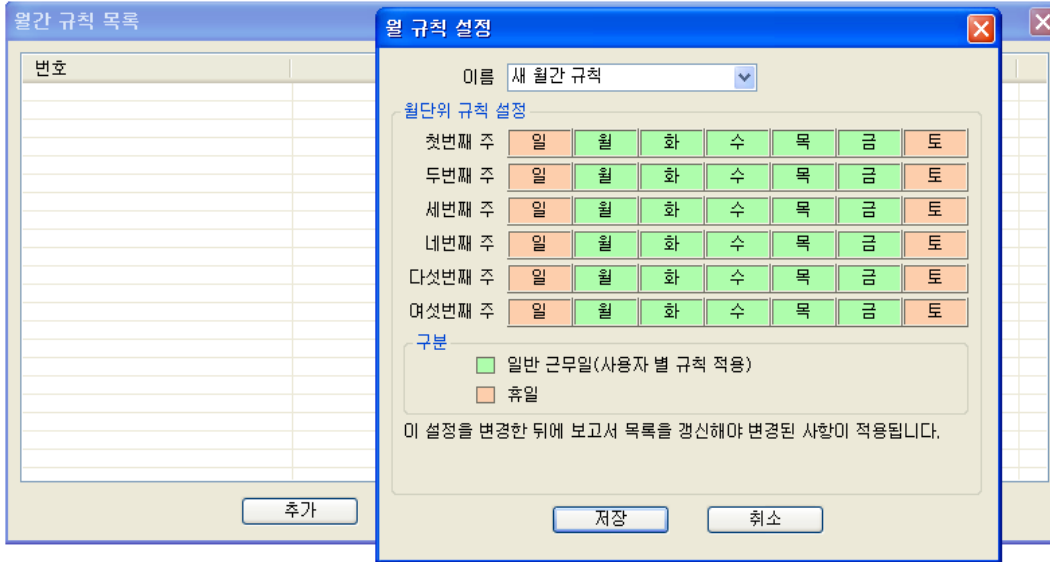 월간 규칙 목록
월 규칙 설정
번호
이름 새 월간 규칙
월단위 규칙 설정
첫번째 주 일 월 화 수 목 금 토
두번째 주 일 월 화 수 목 금 토
세번째 주 일 월 화 수 목 금 토
네번째 주 일 월 화 수 목 금 토
다섯번째 주 일 월 화 수 목 금 토
여섯번째 주 일 월 화 수 목 금 토
구분
일반 근무일(사용자 별 규칙 적용)
휴일
이 설정을 변경한 뒤에 보고서 목록을 갱신해야 변경된 사항이 적용됩니다.
추가
저장 취소